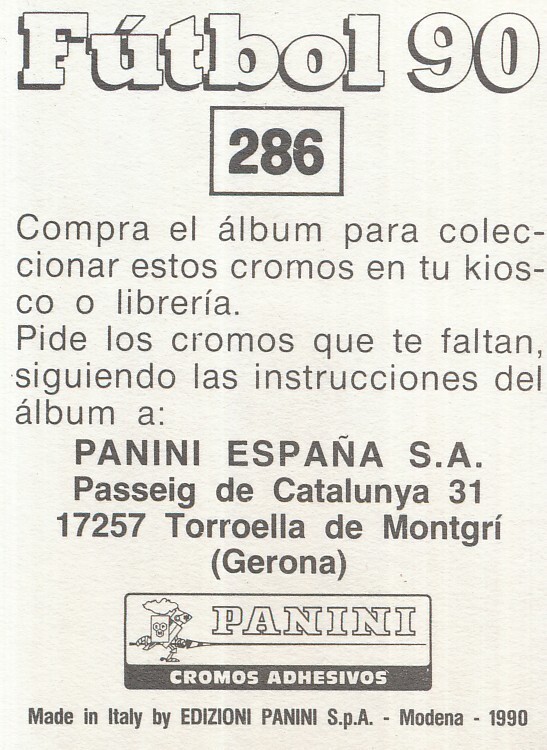 Fútbol 90
286
Compra el álbum para colec-
cionar estos cromos en tu kios-
co o librería.
Pide los cromos que te faltan,
siguiendo las instrucciones del
álbum a:
PANINI ESPAÑA S.A.
Passeig de Catalunya 31
17257 Torroella de Montgrí
(Gerona)
PANINI
CROMOS ADHESIVOS
Made in Italy by EDIZIONI PANINI S.p.A. - Modena - 1990